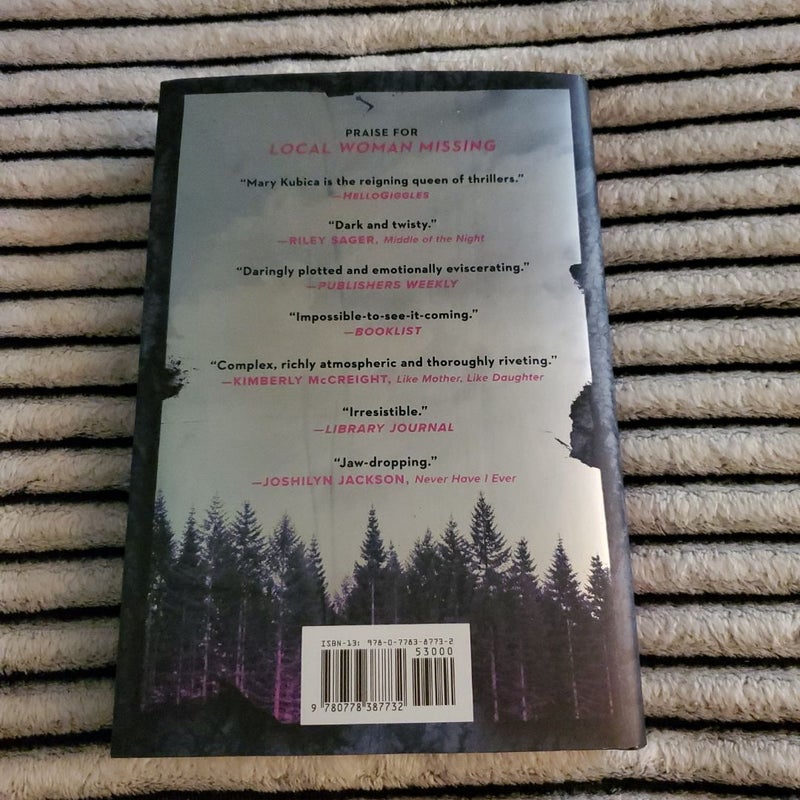 PRAISE FOR
LOCAL WOMAN MISSING
“Mary Kubica is the reigning queen of thrillers.”
—HELLOGIGGLES
“Dark and twisty.”
—RILEY SAGER, Middle of the Night
“Daringly plotted and emotionally eviscerating.”
—PUBLISHERS WEEKLY
“Impossible-to-see-it-coming.”
—BOOKLIST
“Complex, richly atmospheric and thoroughly riveting.”
—KIMBERLY McCREIGHT, Like Mother, Like Daughter
“Irresistible.”
—LIBRARY JOURNAL
“Jaw-dropping.”
—JOSHILYN JACKSON, Never Have I Ever
ISBN-13: 978-0-7783-8773-2
53000
9 780778 387732